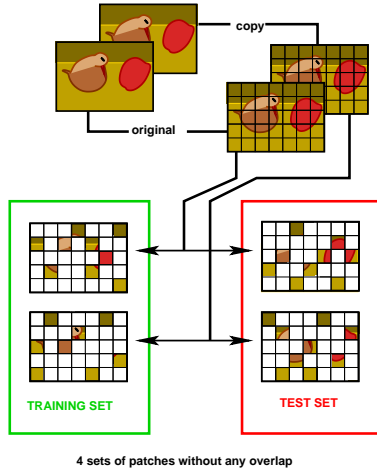 copy
original
TRAINING SET
TEST SET
4 sets of patches without any overlap